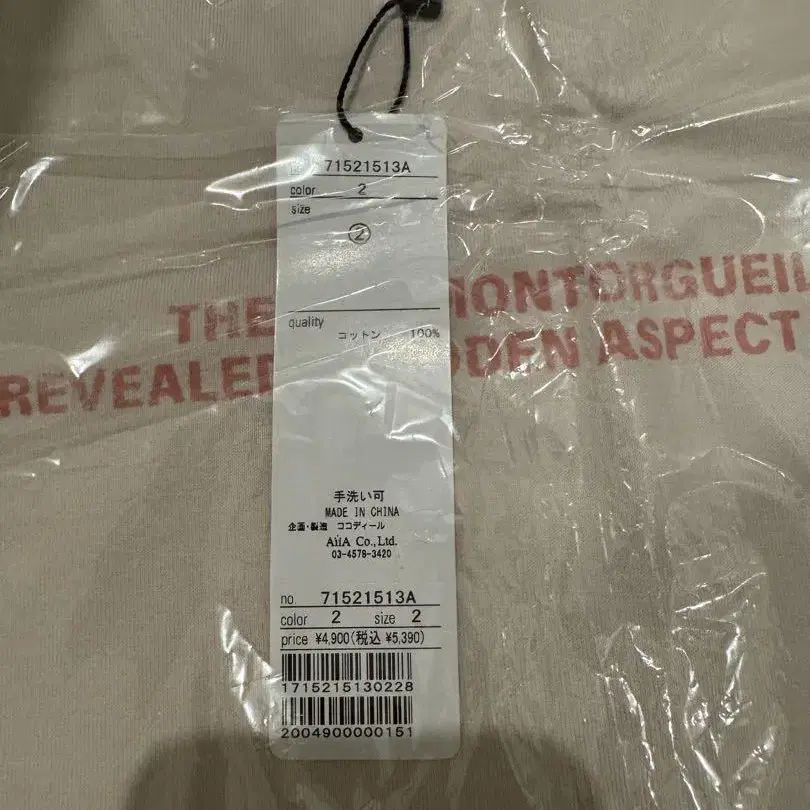 71521513A
color 2
size
②
THE MONTORGUEIL
quality
コットン 100%
REVEALED ASPECT
手洗い可
MADE IN CHINA
企画・製造 ココディール
AiiA Co.,Ltd.
03-4579-3420
no. 71521513A
color 2 size 2
price ¥4,900(税込 ¥5,390)
1715215130228
2004900000151